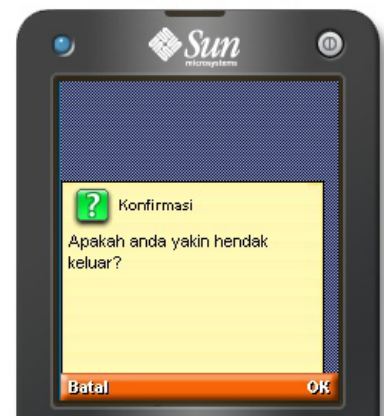 Sun
microsystems
Konfirmasi
Apakah anda yakin hendak
keluar?
Batal OK